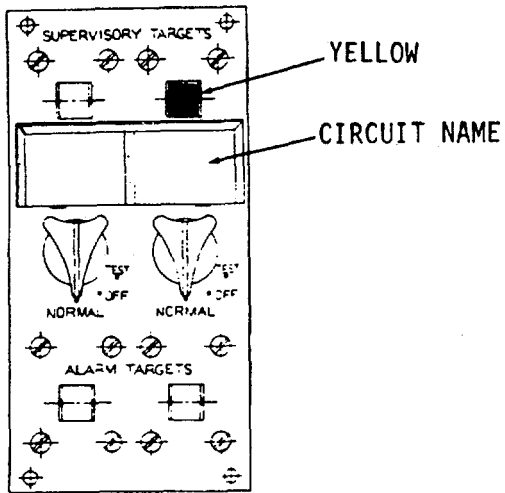 SUPERVISORY TARGETS
YELLOW
CIRCUIT NAME
TEST TEST
OFF OFF
NORMAL NORMAL
ALARM TARGETS